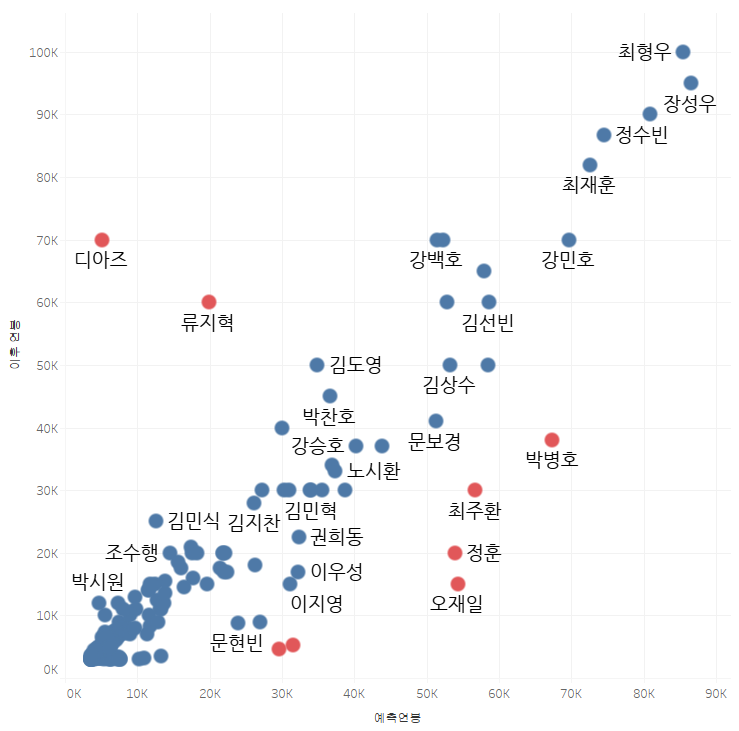 100K
최형우
장성우
90K
정수빈
80K
최재훈
70K
디아즈
강백호
강민호
60K
류지혁
김선빈
이후 연봉
50K
김도영
김상수
박찬호
40K
강승호
문보경
박병호
노시환
30K
김민식
김지찬
김민혁
최주환
권희동
20K
조수행
정훈
박시원
이우성
이지영
오재일
10K
문현빈
0K
0K 10K 20K 30K 40K 50K 60K 70K 80K 90K
예측연봉